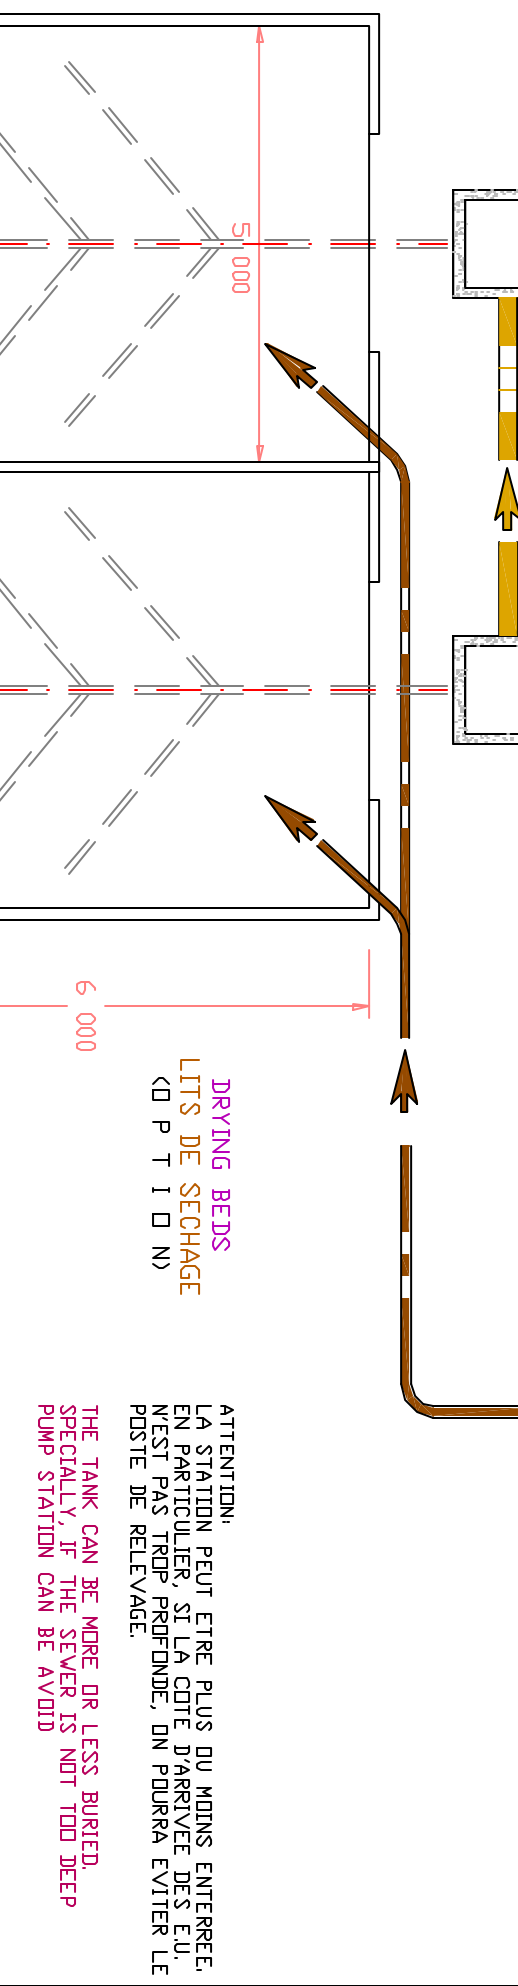 5 000
6 000
DRYING BEDS
LITS DE SECHAGE
(O P T I O N)
ATTENTION:
LA STATION PEUT ETRE PLUS OU MOINS ENTERREE.
EN PARTICULIER, SI LA COTE D'ARRIVEE DES E.U.
N'EST PAS TROP PROFONDE, ON POURRA EVITER LE
POSTE DE RELEVAGE.
THE TANK CAN BE MORE OR LESS BURIED.
SPECIALLY, IF THE SEWER IS NOT TOO DEEP
PUMP STATION CAN BE AVOID